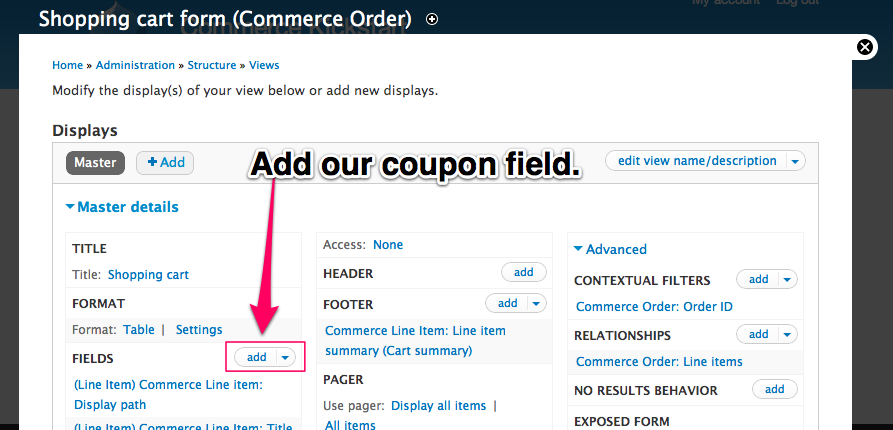 My account Log out
Shopping cart form (Commerce Order)
Commerce Kickstart
Home » Administration » Structure » Views
Modify the display(s) of your view below or add new displays.
Displays
Master
+ Add
Add our coupon field.
edit view name/description
Master details
TITLE
Title: Shopping cart
FORMAT
Format: Table | Settings
FIELDS
add
(Line Item) Commerce Line item:
Display path
(Line Item) Commerce Line item: Title
Access: None
HEADER
add
FOOTER
add
Commerce Line Item: Line item
summary (Cart summary)
PAGER
Use pager: Display all items |
All items
Advanced
CONTEXTUAL FILTERS
add
Commerce Order: Order ID
RELATIONSHIPS
add
Commerce Order: Line items
NO RESULTS BEHAVIOR
add
EXPOSED FORM